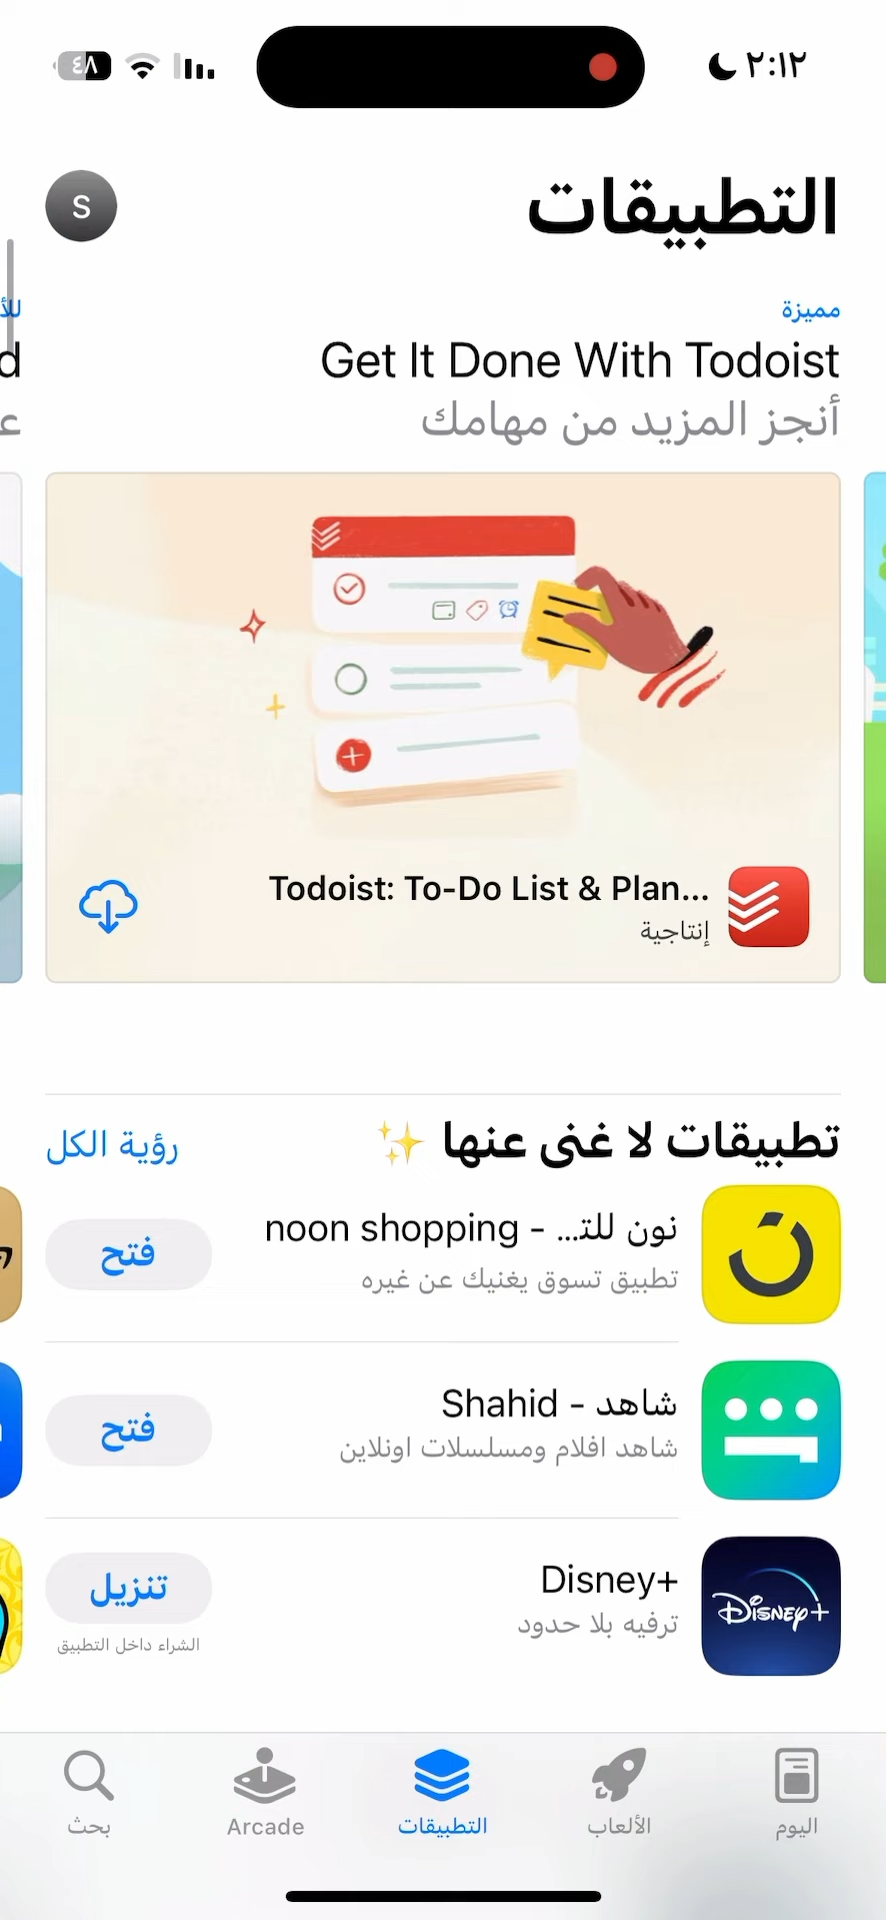 ٢:١٢
٤٨
التطبيقات
S
مميزة
Get It Done With Todoist
أنجز المزيد من مهامك
Todoist: To-Do List & Plan...
إنتاجية
تطبيقات لا غنى عنها ✨
رؤية الكل
نون للتـ... - noon shopping
تطبيق تسوق يغنيك عن غيره
فتح
شاهد - Shahid
شاهد افلام ومسلسلات اونلاين
فتح
Disney+
ترفيه بلا حدود
Disney+
تنزيل
الشراء داخل التطبيق
اليوم
الألعاب
التطبيقات
Arcade
بحث